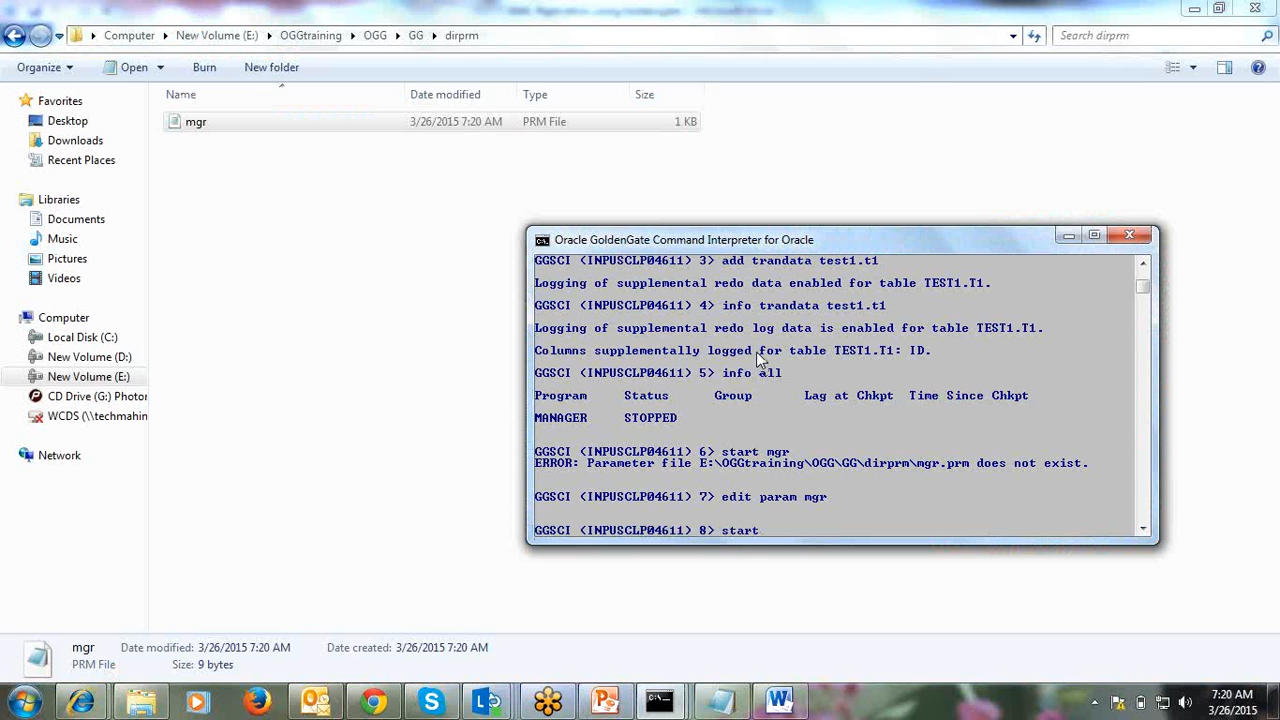 Computer New Volume (E:) OGGtraining OGG GG dirprm Search dirprm
Organize Open Burn New folder
Name Date modified Type Size
mgr 3/26/2015 7:20 AM PRM File 1 KB
Favorites
Desktop
Downloads
Recent Places
Libraries
Documents
Music
Pictures
Videos
Computer
Local Disk (C:)
New Volume (D:)
New Volume (E:)
CD Drive (G:) Photor
WCDS (\\techmahin
Network
Oracle GoldenGate Command Interpreter for Oracle
GGSCI (INPUSCLP04611) 3> add trandata test1.t1
Logging of supplemental redo data enabled for table TEST1.T1.
GGSCI (INPUSCLP04611) 4> info trandata test1.t1
Logging of supplemental redo log data is enabled for table TEST1.T1.
Columns supplementally logged for table TEST1.T1: ID.
GGSCI (INPUSCLP04611) 5> info all
Program Status Group Lag at Chkpt Time Since Chkpt
MANAGER STOPPED
GGSCI (INPUSCLP04611) 6> start mgr
ERROR: Parameter file E:\OGGtraining\OGG\GG\dirprm\mgr.prm does not exist.
GGSCI (INPUSCLP04611) 7> edit param mgr
GGSCI (INPUSCLP04611) 8> start
mgr Date modified: 3/26/2015 7:20 AM Date created: 3/26/2015 7:20 AM
PRM File Size: 9 bytes
7:20 AM
3/26/2015